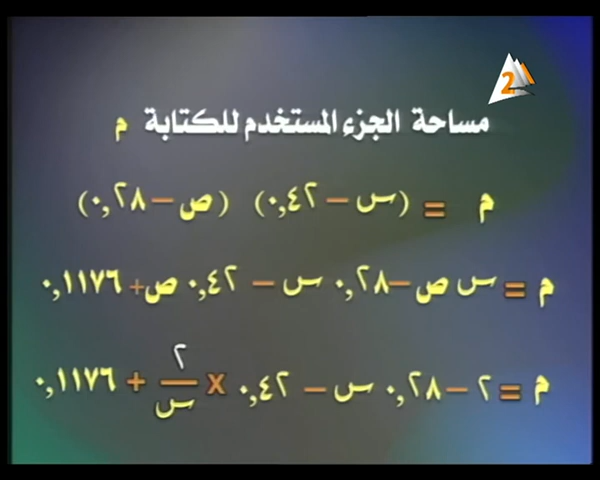 2
مساحة الجزء المستخدم للكتابة م
م = (س – ٠,٤٢) (ص – ٠,٢٨)
م = س ص – ٠,٢٨ س – ٠,٤٢ ص + ٠,١١٧٦
م = ٢ – ٠,٢٨ س – ٠,٤٢ × ٢/س + ٠,١١٧٦